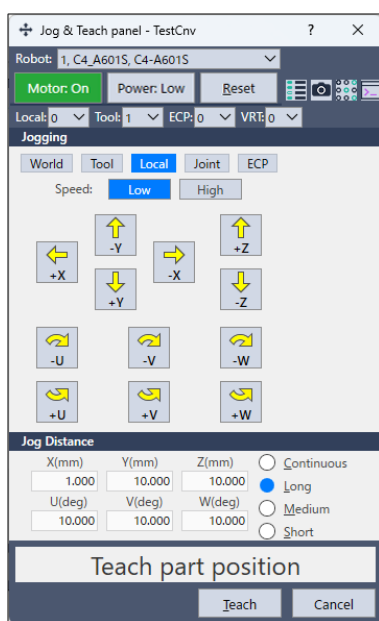 Jog & Teach panel - TestCnv ? ×
Robot: 1, C4_A601S, C4-A601S
Motor: On Power: Low Reset
Local: 0 Tool: 1 ECP: 0 VRT: 0
Jogging
World Tool Local Joint ECP
Speed: Low High
-Y +Z
+X -X
+Y -Z
-U -V -W
+U +V +W
Jog Distance
X(mm) Y(mm) Z(mm) Continuous
1.000 10.000 10.000 Long
U(deg) V(deg) W(deg) Medium
10.000 10.000 10.000 Short
Teach part position
Teach Cancel